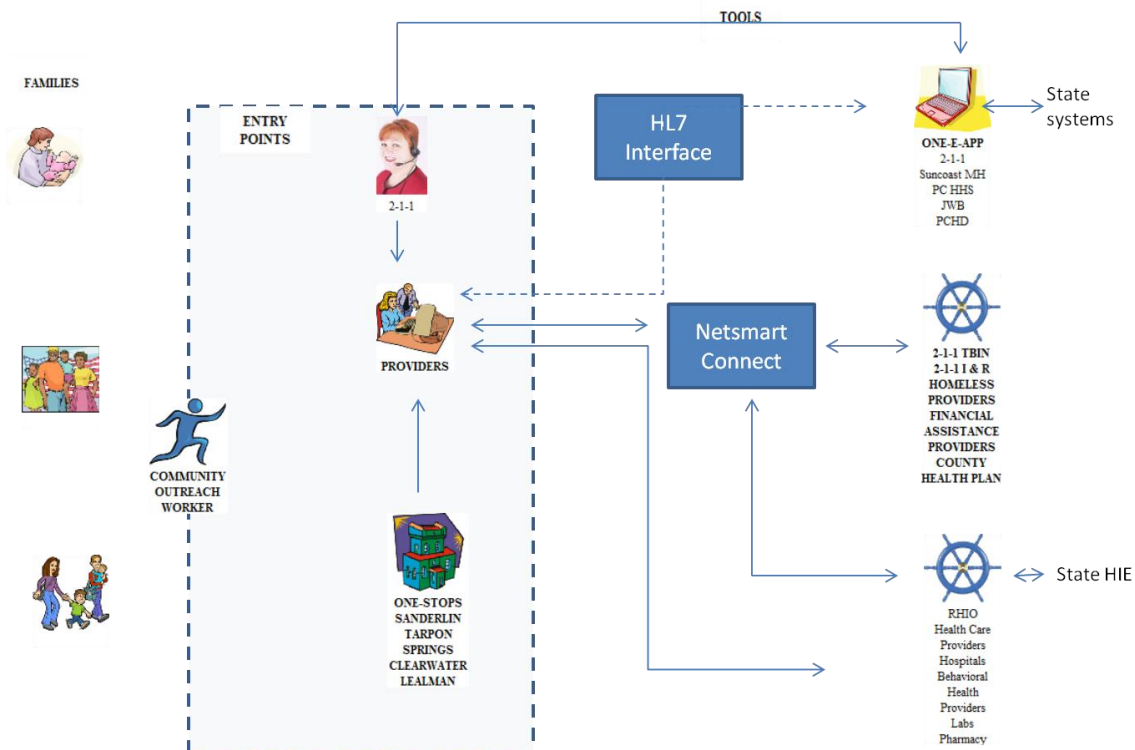 TOOLS
FAMILIES
ENTRY
POINTS
2-1-1
HL7
Interface
State
systems
ONE-E-APP
2-1-1
Suncoast MH
PC HHS
JWB
PCHD
PROVIDERS
Netsmart
Connect
2-1-1 TBIN
2-1-1 I & R
HOMELESS
PROVIDERS
FINANCIAL
ASSISTANCE
PROVIDERS
COUNTY
HEALTH PLAN
COMMUNITY
OUTREACH
WORKER
ONE-STOPS
SANDERLIN
TARPON
SPRINGS
CLEARWATER
LEALMAN
State HIE
RHIO
Health Care
Providers
Hospitals
Behavioral
Health
Providers
Labs
Pharmacy